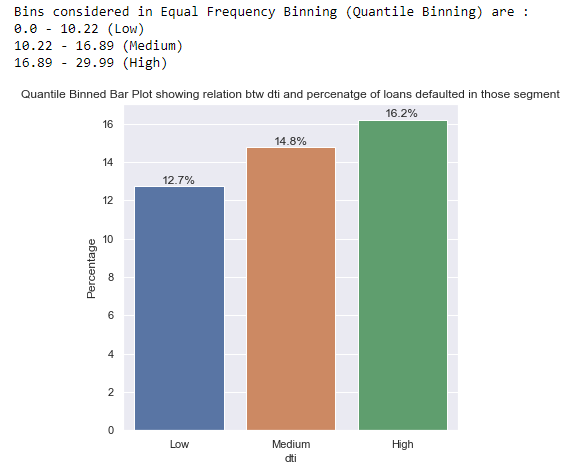 Bins considered in Equal Frequency Binning (Quantile Binning) are :
0.0 - 10.22 (Low)
10.22 - 16.89 (Medium)
16.89 - 29.99 (High)
Quantile Binned Bar Plot showing relation btw dti and percenatge of loans defaulted in those segment
16.2%
16
14.8%
14
12.7%
12
10
Percentage
8
6
4
2
0
Low Medium High
dti